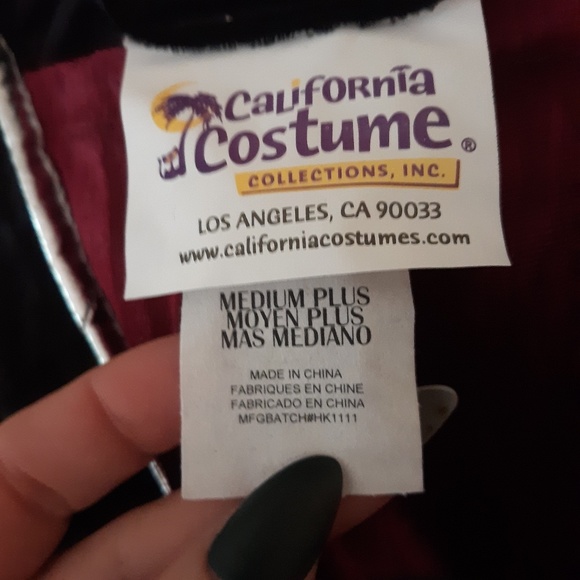 California
Costume®
COLLECTIONS, INC.
LOS ANGELES, CA 90033
www.californiacostumes.com
MEDIUM PLUS
MOYEN PLUS
MAS MEDIANO
MADE IN CHINA
FABRIQUES EN CHINE
FABRICADO EN CHINA
MFGBATCH#HK1111